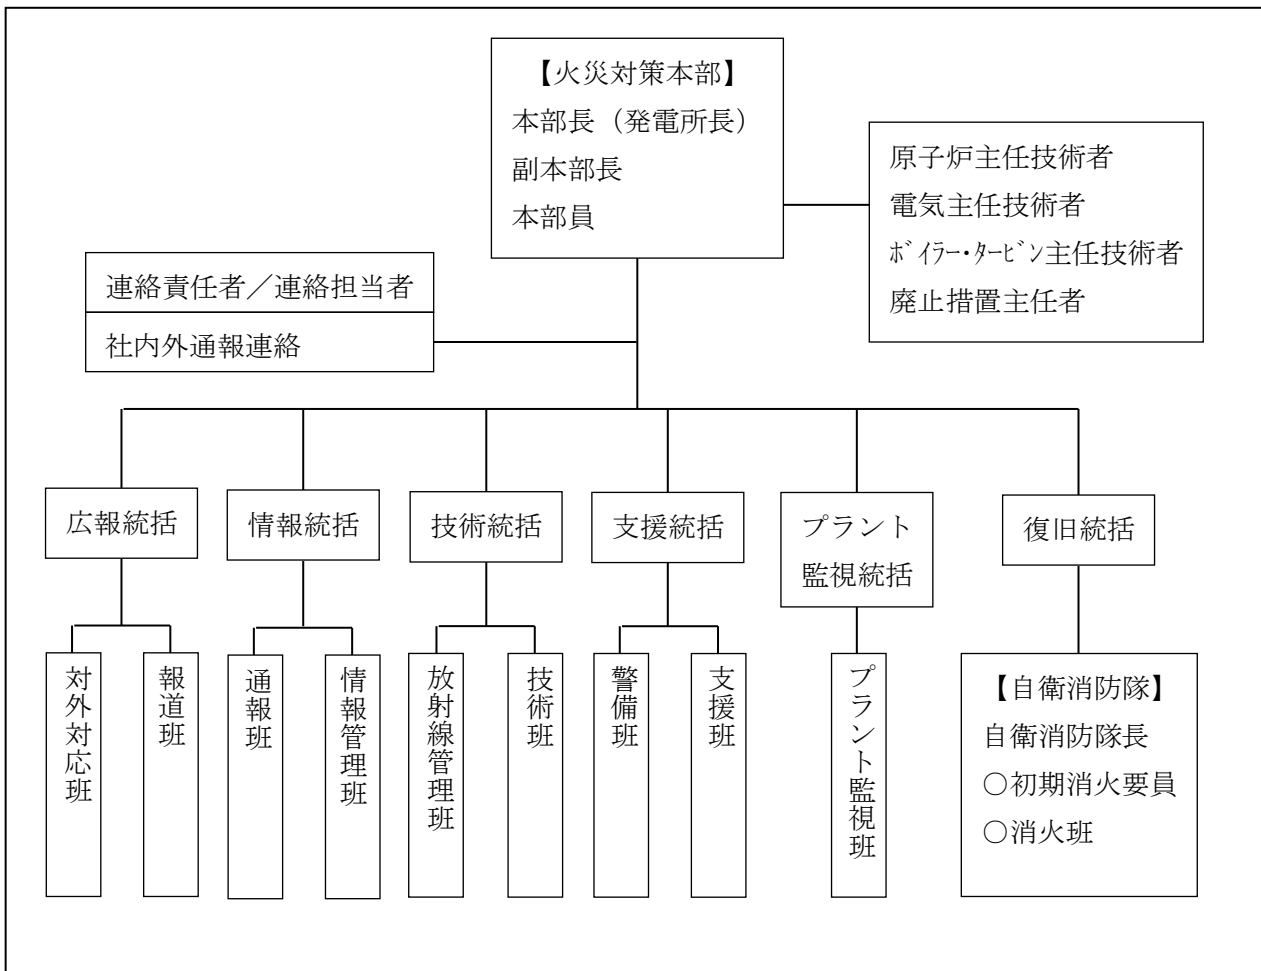 【火災対策本部】
本部長（発電所長）
副本部長
本部員
原子炉主任技術者
電気主任技術者
ﾎﾞｲﾗｰ・ﾀｰﾋﾞﾝ主任技術者
廃止措置主任者
連絡責任者／連絡担当者
社内外通報連絡
広報統括
情報統括
技術統括
支援統括
プラント
監視統括
復旧統括
対外対応班
報道班
通報班
情報管理班
放射線管理班
技術班
警備班
支援班
プラント監視班
【自衛消防隊】
自衛消防隊長
○初期消火要員
○消火班